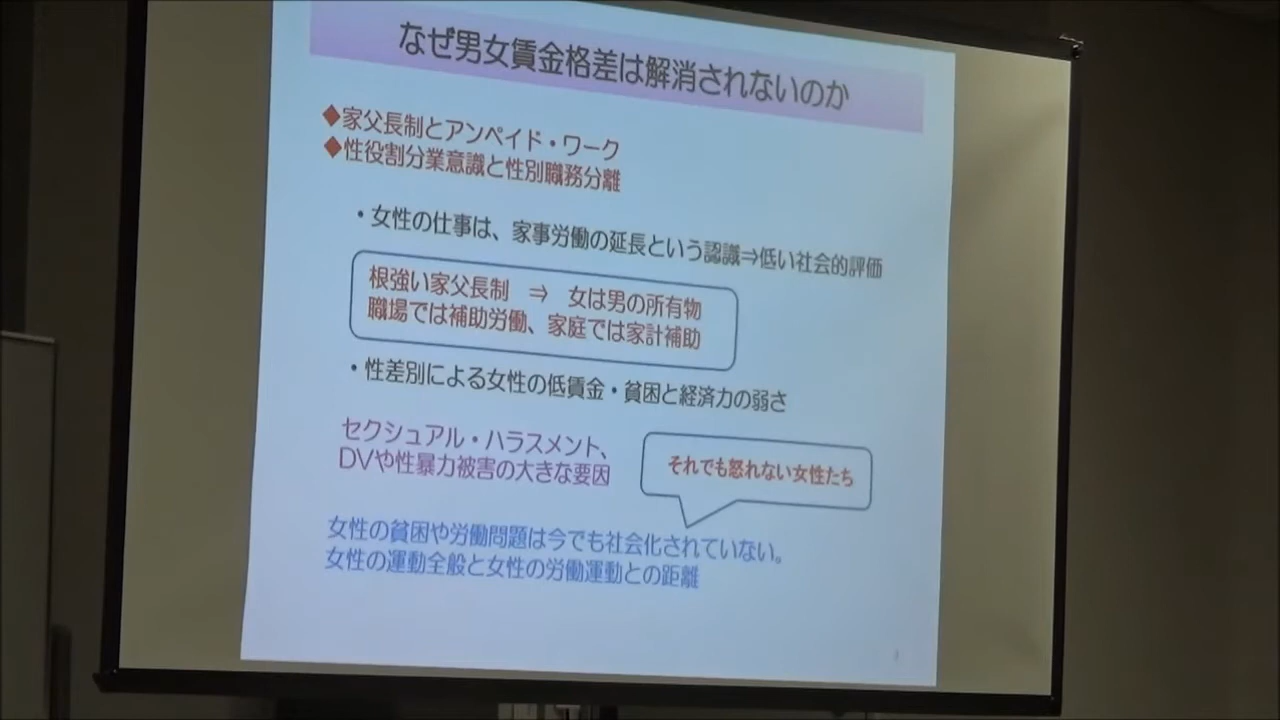 なぜ男女賃金格差は解消されないのか
◆家父長制とアンペイド・ワーク
◆性役割分業意識と性別職務分離
・女性の仕事は、家事労働の延長という認識⇒低い社会的評価
根強い家父長制 ⇒ 女は男の所有物
職場では補助労働、家庭では家計補助
・性差別による女性の低賃金・貧困と経済力の弱さ
セクシュアル・ハラスメント、
DVや性暴力被害の大きな要因
それでも怒れない女性たち
女性の貧困や労働問題は今でも社会化されていない。
女性の運動全般と女性の労働運動との距離